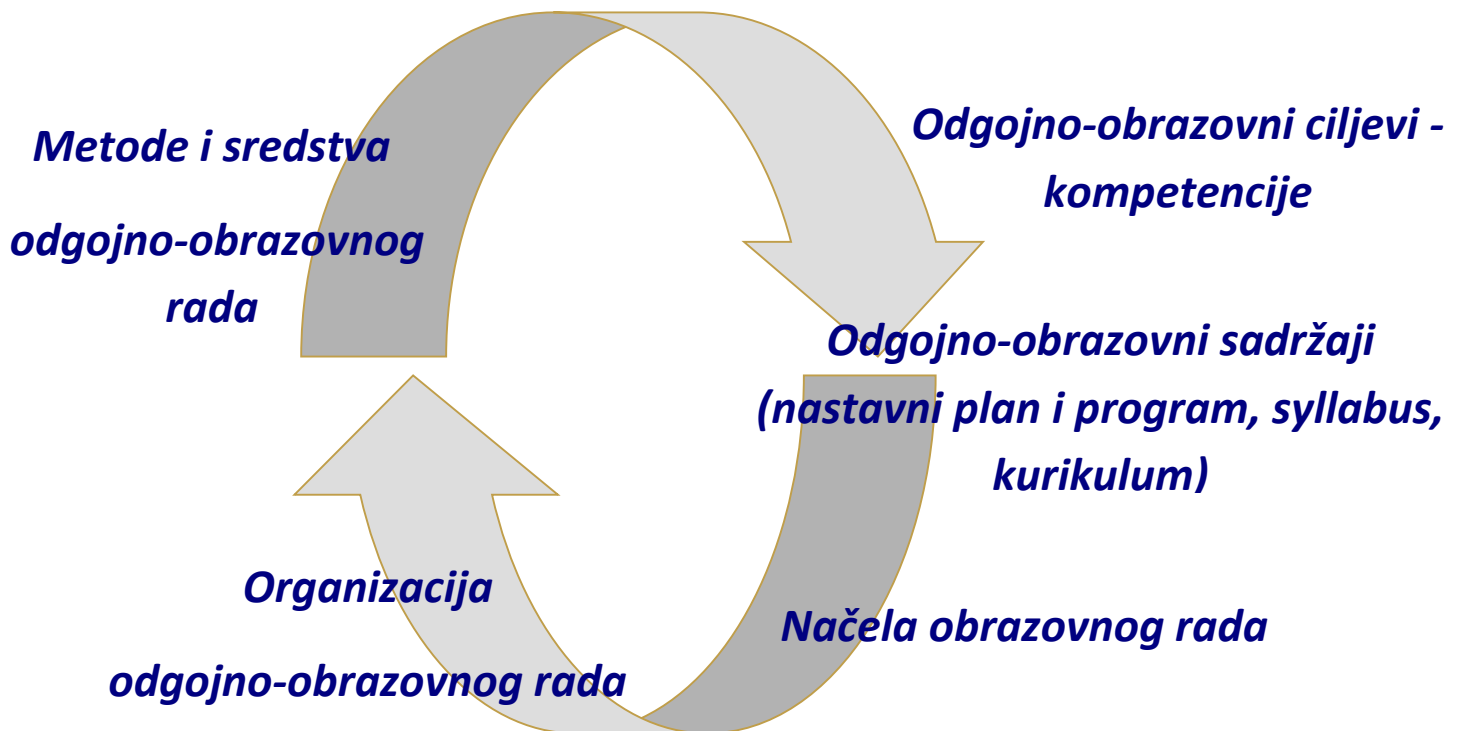 Metode i sredstva
odgojno-obrazovnog
rada
Odgojno-obrazovni ciljevi -
kompetencije
Odgojno-obrazovni sadržaji
(nastavni plan i program, syllabus,
kurikulum)
Organizacija
odgojno-obrazovnog rada
Načela obrazovnog rada